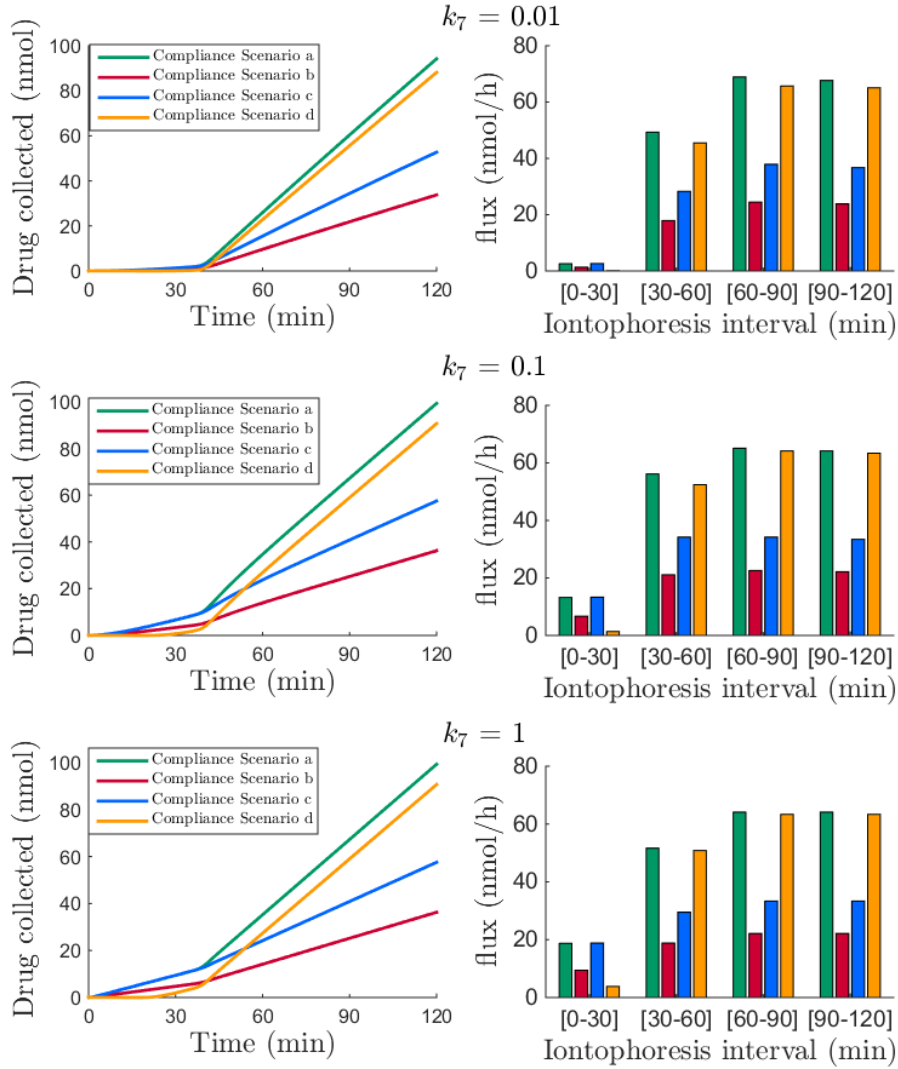 k₇ = 0.01
Drug collected (nmol)
100
80
60
40
20
0
Compliance Scenario a
Compliance Scenario b
Compliance Scenario c
Compliance Scenario d
0 30 60 90 120
Time (min)
flux (nmol/h)
80
60
40
20
0
[0-30] [30-60] [60-90] [90-120]
Iontophoresis interval (min)
k₇ = 0.1
Drug collected (nmol)
100
80
60
40
20
0
Compliance Scenario a
Compliance Scenario b
Compliance Scenario c
Compliance Scenario d
0 30 60 90 120
Time (min)
flux (nmol/h)
80
60
40
20
0
[0-30] [30-60] [60-90] [90-120]
Iontophoresis interval (min)
k₇ = 1
Drug collected (nmol)
100
80
60
40
20
0
Compliance Scenario a
Compliance Scenario b
Compliance Scenario c
Compliance Scenario d
0 30 60 90 120
Time (min)
flux (nmol/h)
80
60
40
20
0
[0-30] [30-60] [60-90] [90-120]
Iontophoresis interval (min)